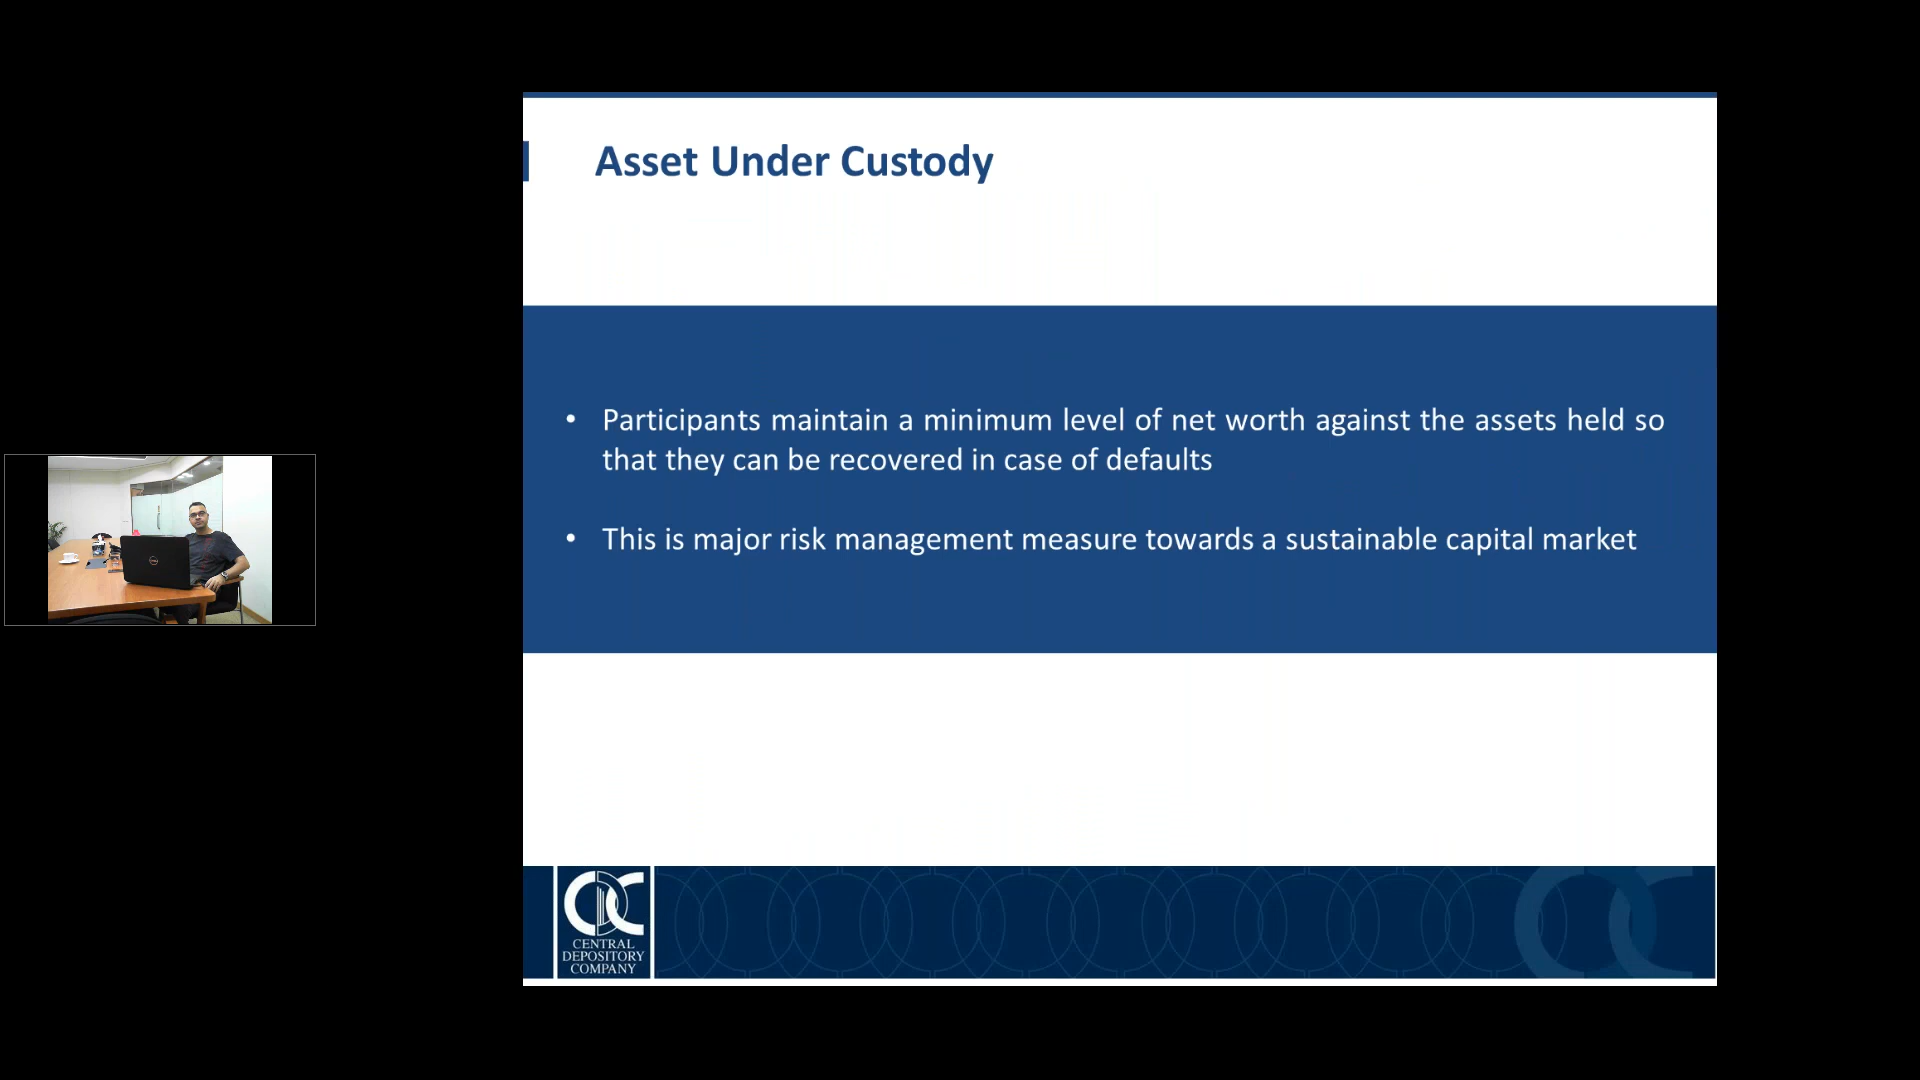 Asset Under Custody
• Participants maintain a minimum level of net worth against the assets held so
that they can be recovered in case of defaults
• This is major risk management measure towards a sustainable capital market
CENTRAL
DEPOSITORY
COMPANY